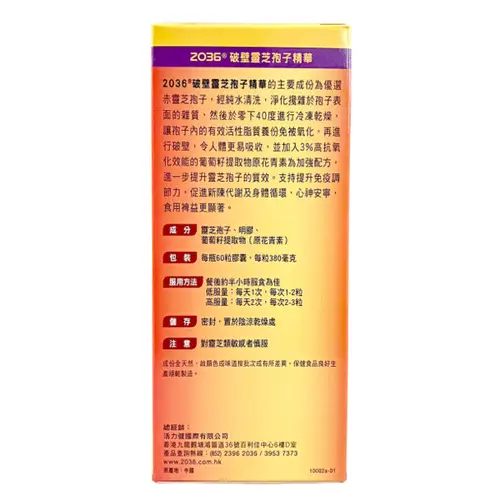 2036® 破壁靈芝孢子精華
2036®破壁靈芝孢子精華的主要成份為優選
赤靈芝孢子，經純水清洗，淨化摻雜於孢子表
面的雜質、然後於零下40度進行冷凍乾燥，
讓孢子內的有效活性脂質養份免被氧化，再進
行破壁，令人體更易吸收，並加入3%高抗氧
化效能的葡萄籽提取物原花青素為加強配方，
進一步提升靈芝孢子的質效。支持提升免疫調
節力，促進新陳代謝及身體循環，心神安寧，
食用裨益更顯著。
成分 靈芝孢子、明膠、
葡萄籽提取物（原花青素）
包裝 每瓶60粒膠囊，每粒380毫克
服用方法 餐後約半小時服食為佳
低服量：每天1次，每次1-2粒
高服量：每天2次，每次2-3粒
儲存 密封，置於陰涼乾燥處
注意 對靈芝類敏感者慎服
成份全天然，故顏色或味道按批次或有所差異，保健食品良好生
產規範製造。
總經銷：
活力健國際有限公司
香港九龍觀塘鴻圖道36號百利佳中心6樓D室
產品查詢熱線：(852) 2396 2036 / 3953 7373
www.2036.com.hk
原產地：中國
10002a-01